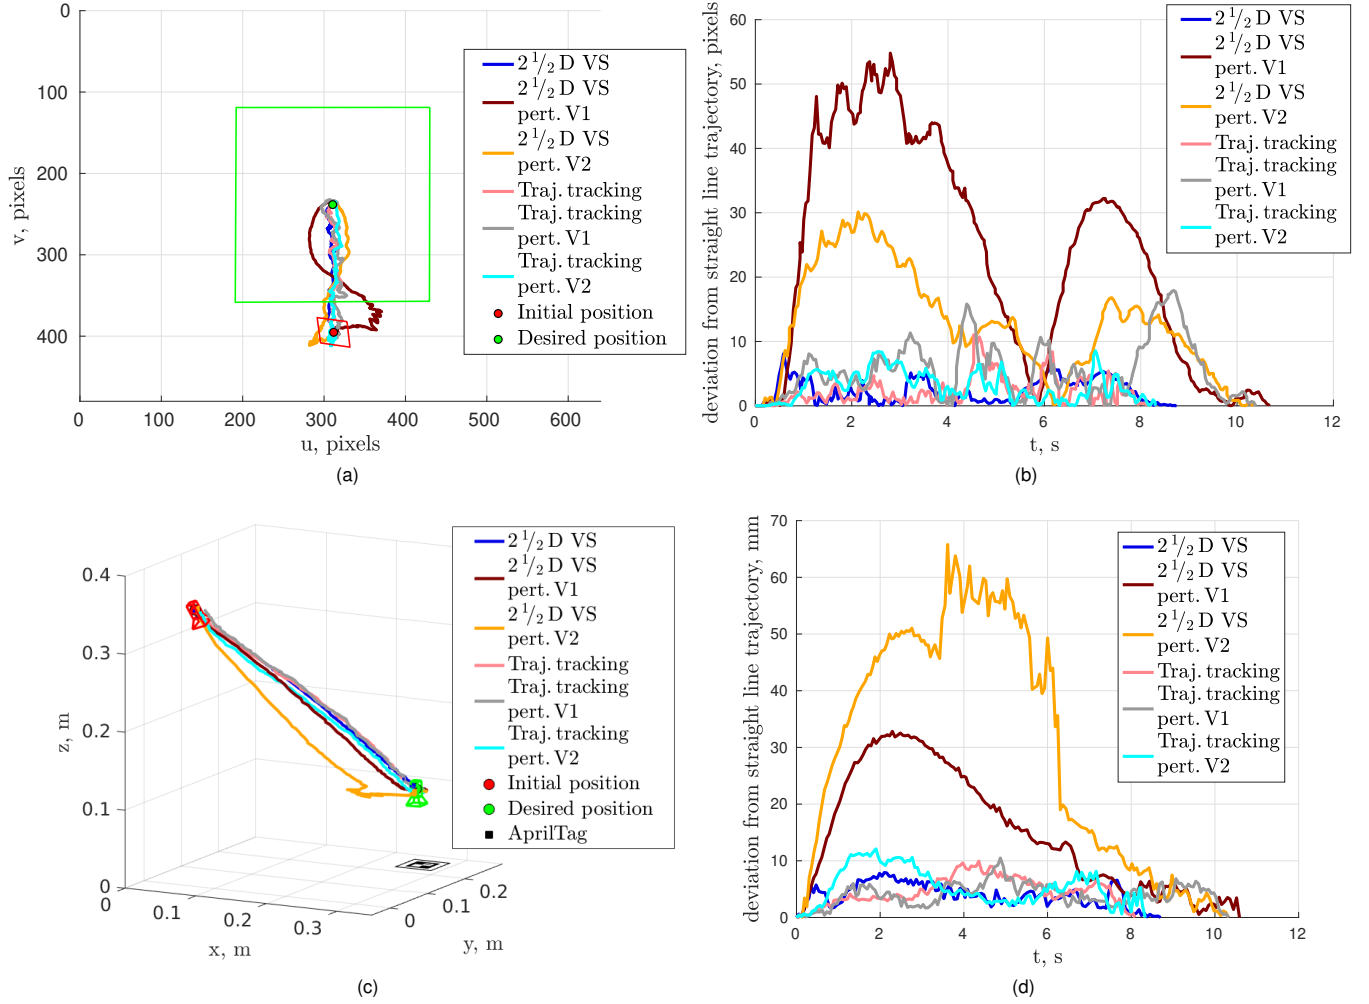 0
100
200
300
400
v, pixels
0
100
200
300
400
500
600
u, pixels
2 1/2 D VS
2 1/2 D VS
pert. V1
2 1/2 D VS
pert. V2
Traj. tracking
Traj. tracking
pert. V1
Traj. tracking
pert. V2
Initial position
Desired position
(a)
deviation from straight line trajectory, pixels
60
50
40
30
20
10
0
0
2
4
6
8
10
12
t, s
2 1/2 D VS
2 1/2 D VS
pert. V1
2 1/2 D VS
pert. V2
Traj. tracking
Traj. tracking
pert. V1
Traj. tracking
pert. V2
(b)
0.4
0.3
0.2
0.1
0
z, m
0
0.1
0.2
0.3
x, m
0
0.1
0.2
y, m
2 1/2 D VS
2 1/2 D VS
pert. V1
2 1/2 D VS
pert. V2
Traj. tracking
Traj. tracking
pert. V1
Traj. tracking
pert. V2
Initial position
Desired position
AprilTag
(c)
deviation from straight line trajectory, mm
70
60
50
40
30
20
10
0
0
2
4
6
8
10
12
t, s
2 1/2 D VS
2 1/2 D VS
pert. V1
2 1/2 D VS
pert. V2
Traj. tracking
Traj. tracking
pert. V1
Traj. tracking
pert. V2
(d)